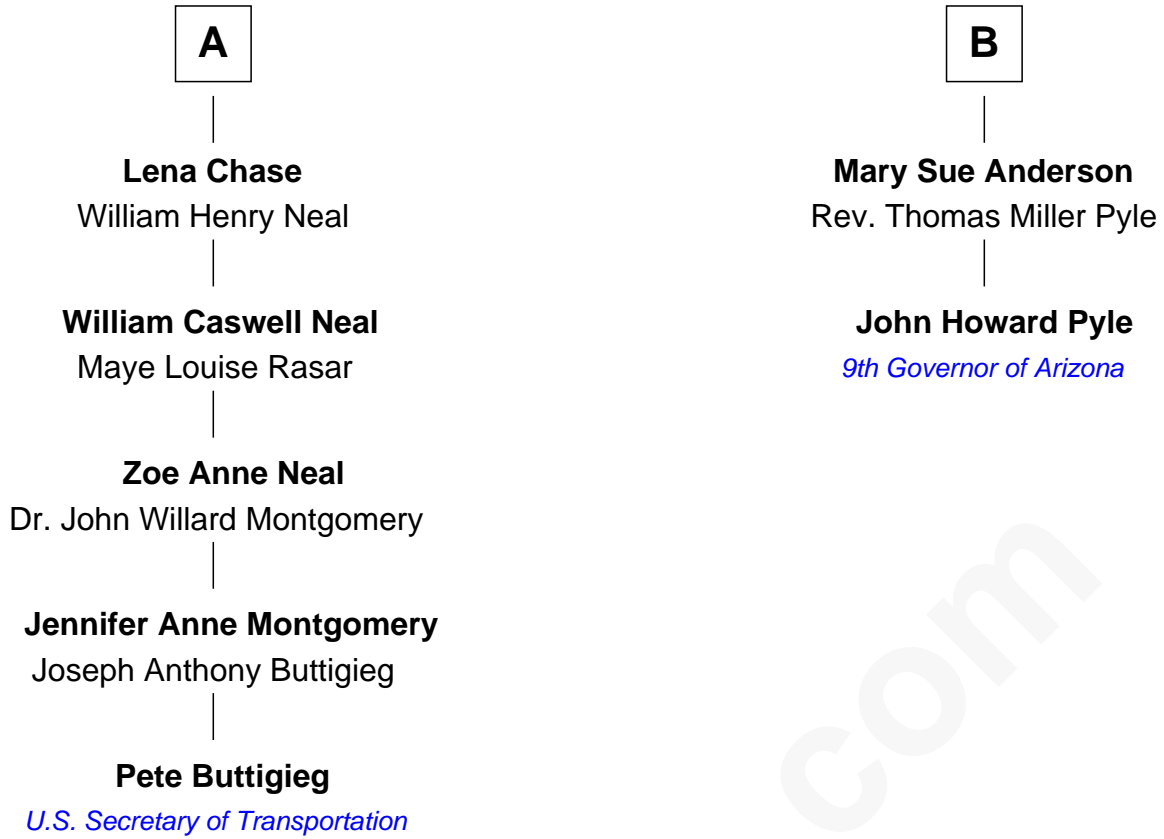 A
Lena Chase
William Henry Neal
William Caswell Neal
Maye Louise Rasar
Zoe Anne Neal
Dr. John Willard Montgomery
Jennifer Anne Montgomery
Joseph Anthony Buttigieg
Pete Buttigieg
U.S. Secretary of Transportation
B
Mary Sue Anderson
Rev. Thomas Miller Pyle
John Howard Pyle
9th Governor of Arizona
com